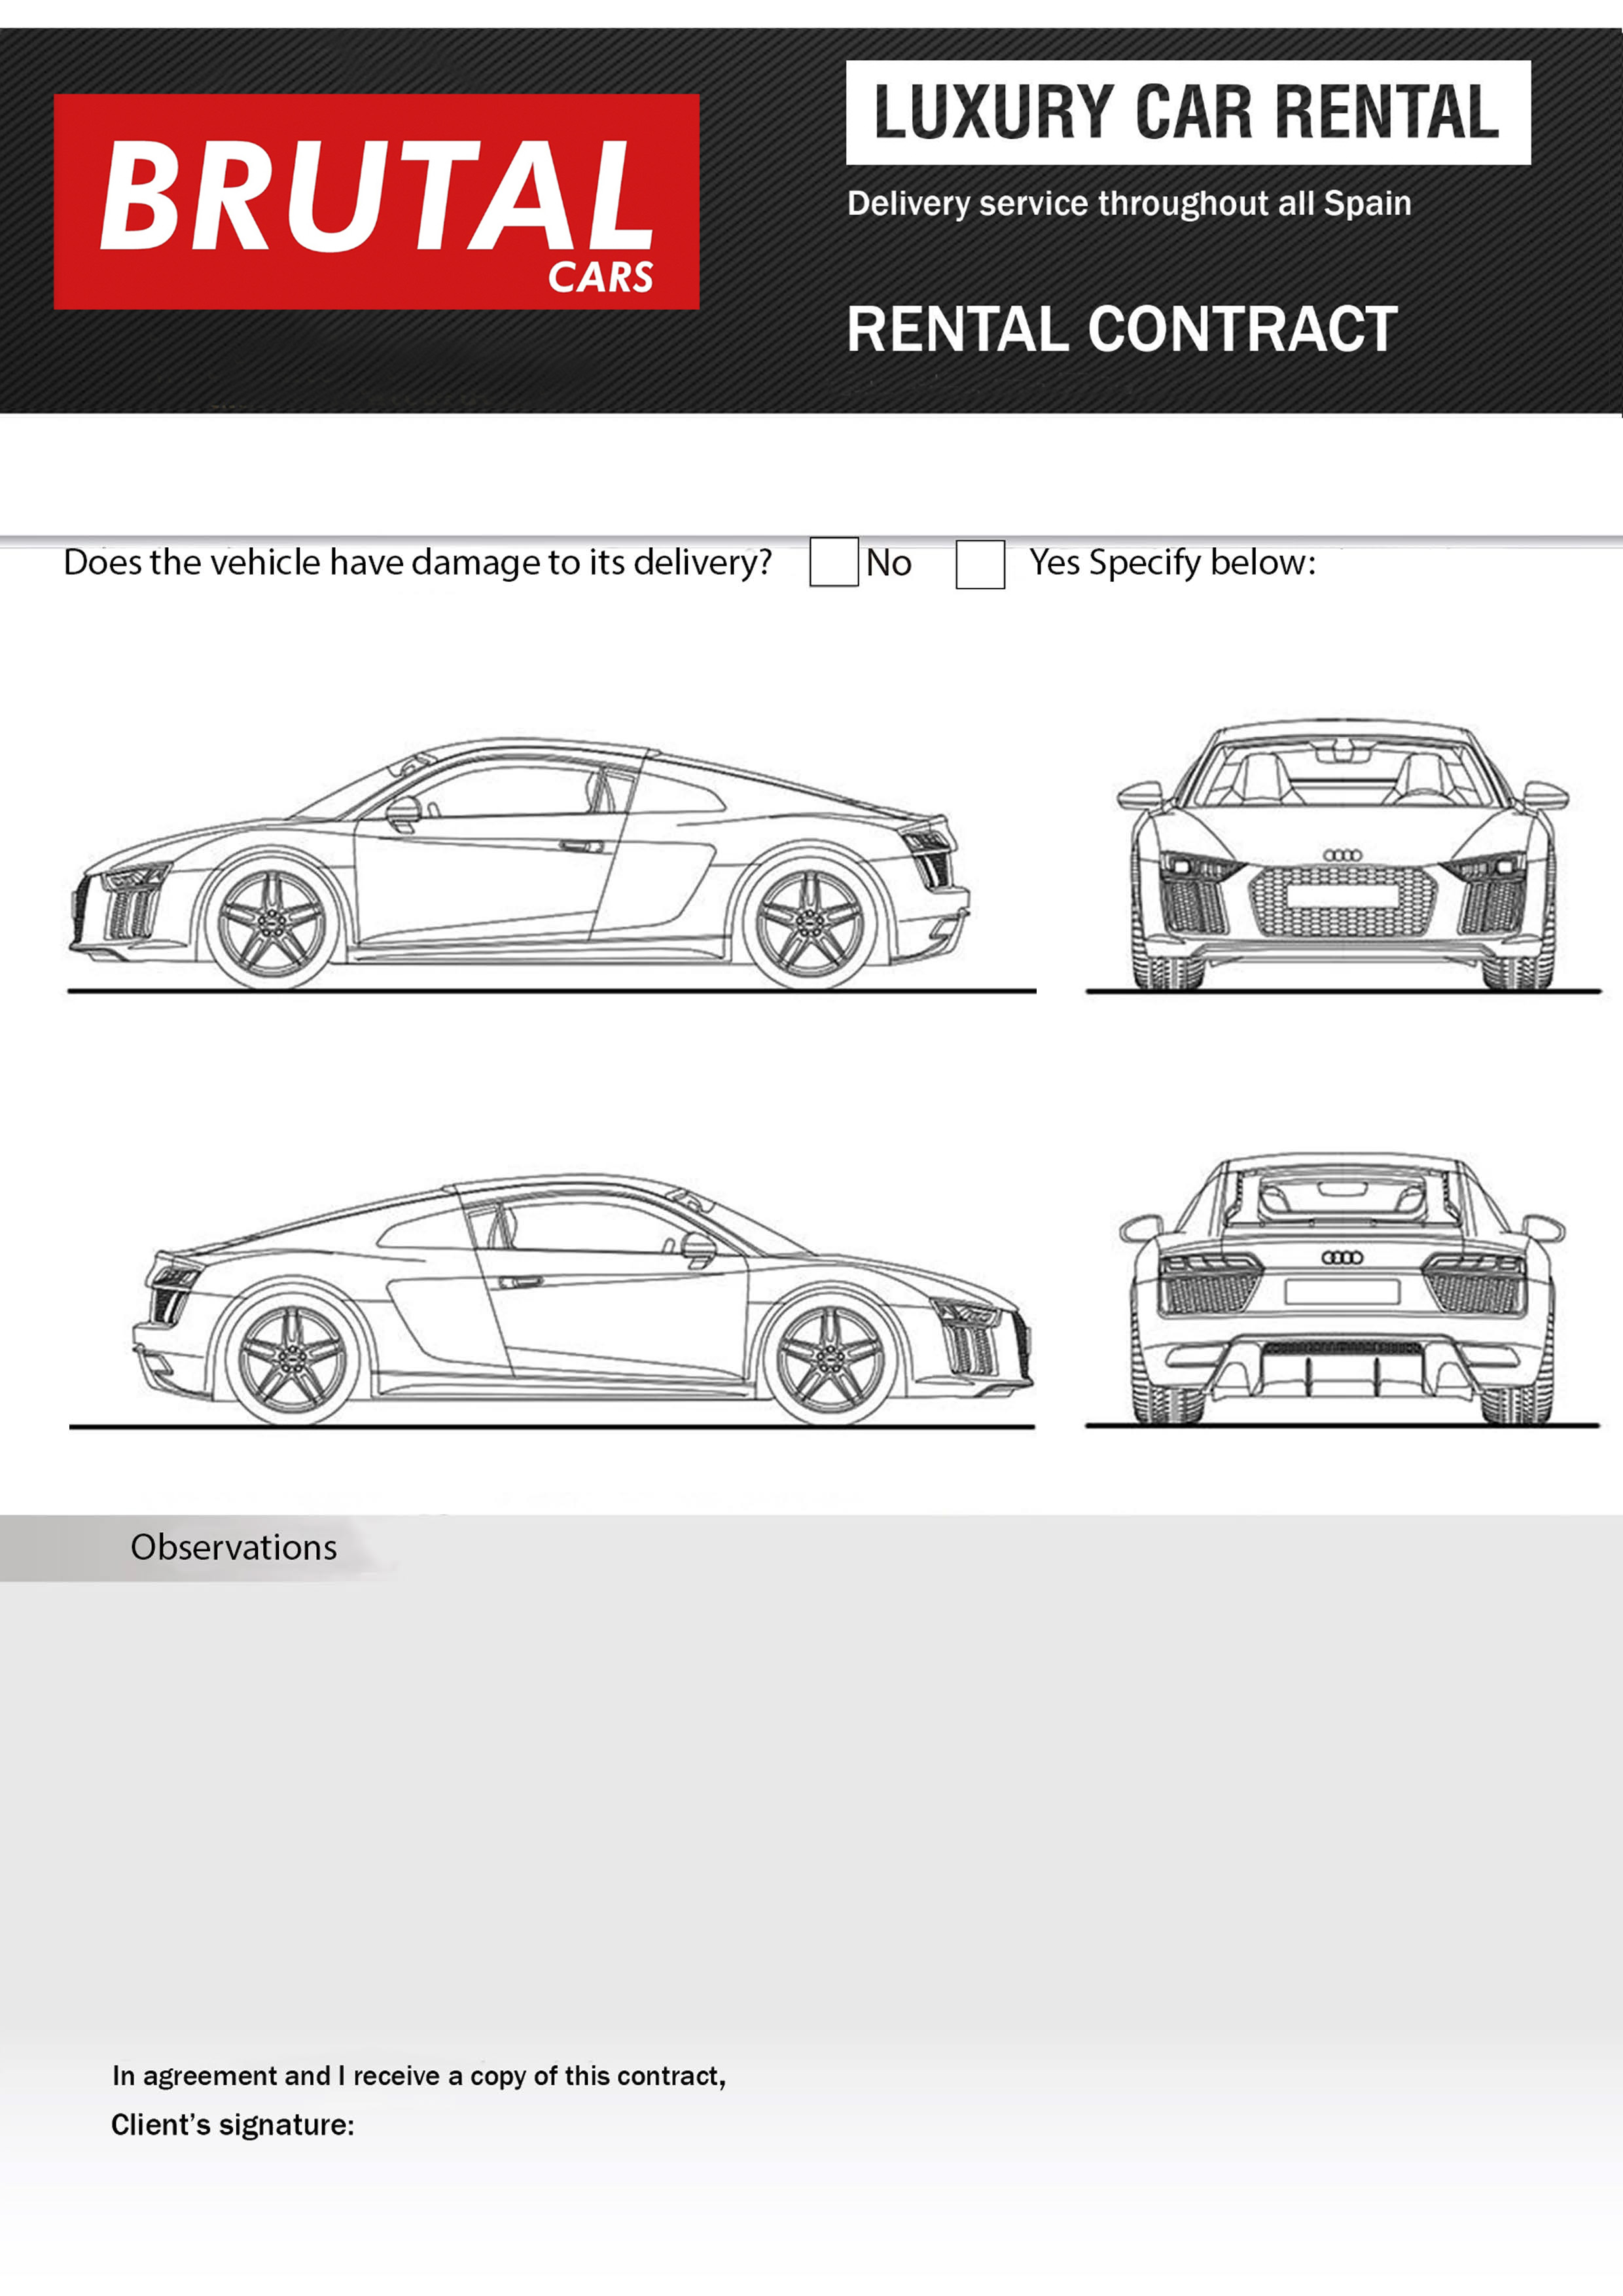 BRUTAL
CARS
LUXURY CAR RENTAL
Delivery service throughout all Spain
RENTAL CONTRACT
Does the vehicle have damage to its delivery? No Yes Specify below:
Observations
In agreement and I receive a copy of this contract,
Client’s signature: